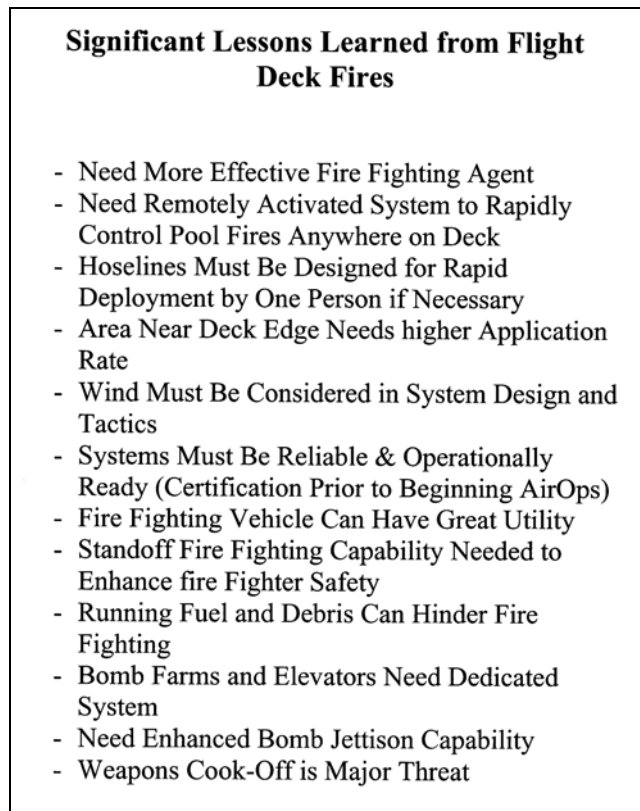 Significant Lessons Learned from Flight
Deck Fires
- Need More Effective Fire Fighting Agent
- Need Remotely Activated System to Rapidly
Control Pool Fires Anywhere on Deck
- Hoselines Must Be Designed for Rapid
Deployment by One Person if Necessary
- Area Near Deck Edge Needs higher Application
Rate
- Wind Must Be Considered in System Design and
Tactics
- Systems Must Be Reliable & Operationally
Ready (Certification Prior to Beginning AirOps)
- Fire Fighting Vehicle Can Have Great Utility
- Standoff Fire Fighting Capability Needed to
Enhance fire Fighter Safety
- Running Fuel and Debris Can Hinder Fire
Fighting
- Bomb Farms and Elevators Need Dedicated
System
- Need Enhanced Bomb Jettison Capability
- Weapons Cook-Off is Major Threat